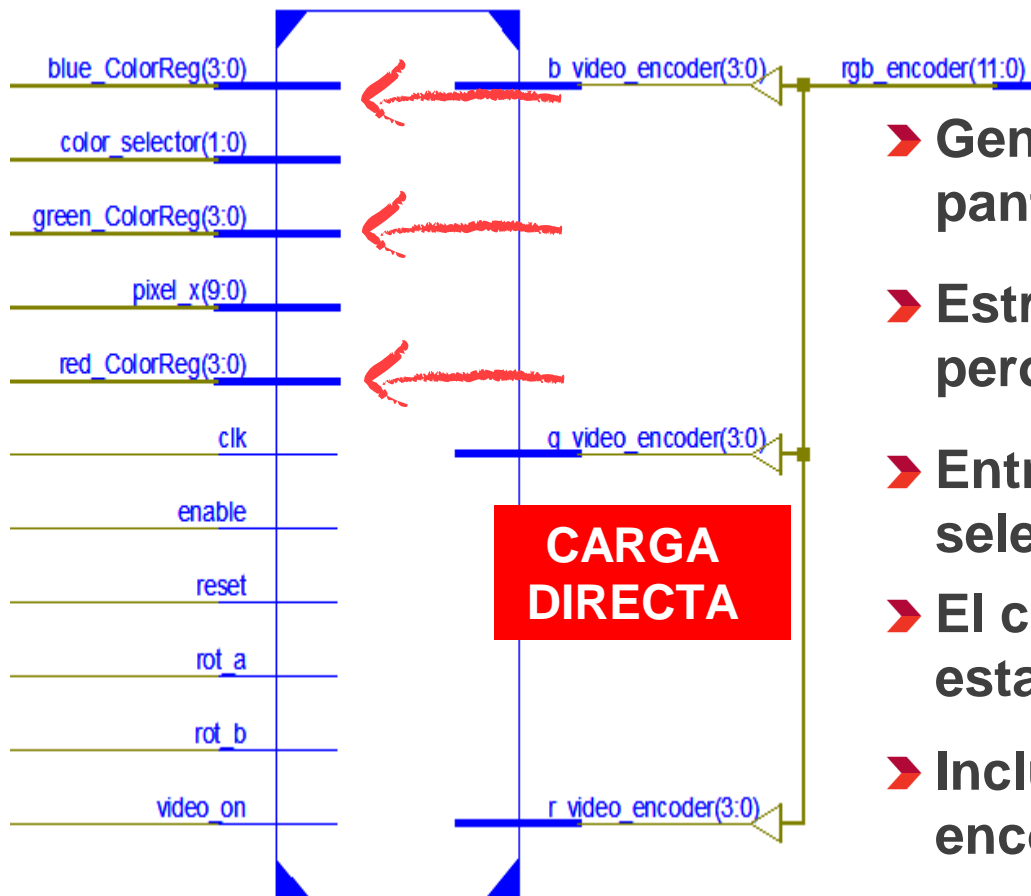 blue_ColorReg(3:0)
color_selector(1:0)
green_ColorReg(3:0)
pixel_x(9:0)
red_ColorReg(3:0)
clk
enable
reset
rot_a
rot_b
video_on
b_video_encoder(3:0)
g_video_encoder(3:0)
r_video_encoder(3:0)
rgb_encoder(11:0)
CARGA
DIRECTA
Gen
pant
Estr
perc
Entr
sele
El c
esta
Inclu
enco